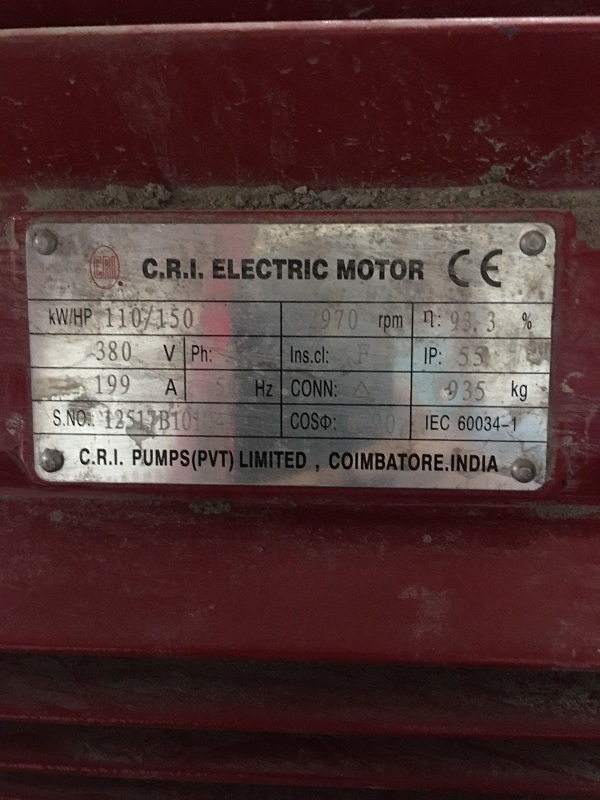 CRI
C.R.I. ELECTRIC MOTOR CE
kW/HP 110/150 2970 rpm η: 93.3 %
380 V Ph: Ins.cl: F IP: 55
199 A Hz CONN: △ 935 kg
S.NO.: COSΦ: IEC 60034-1
C.R.I. PUMPS(PVT) LIMITED , COIMBATORE.INDIA